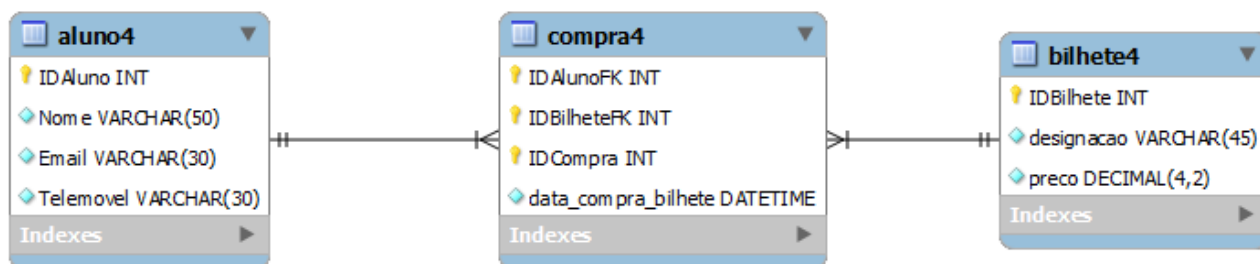 aluno4
IDAluno INT
Nome VARCHAR(50)
Email VARCHAR(30)
Telemovel VARCHAR(30)
Indexes
compra4
IDAlunoFK INT
IDBilheteFK INT
IDCompra INT
data_compra_bilhete DATETIME
Indexes
bilhete4
IDBilhete INT
designacao VARCHAR(45)
preco DECIMAL(4,2)
Indexes